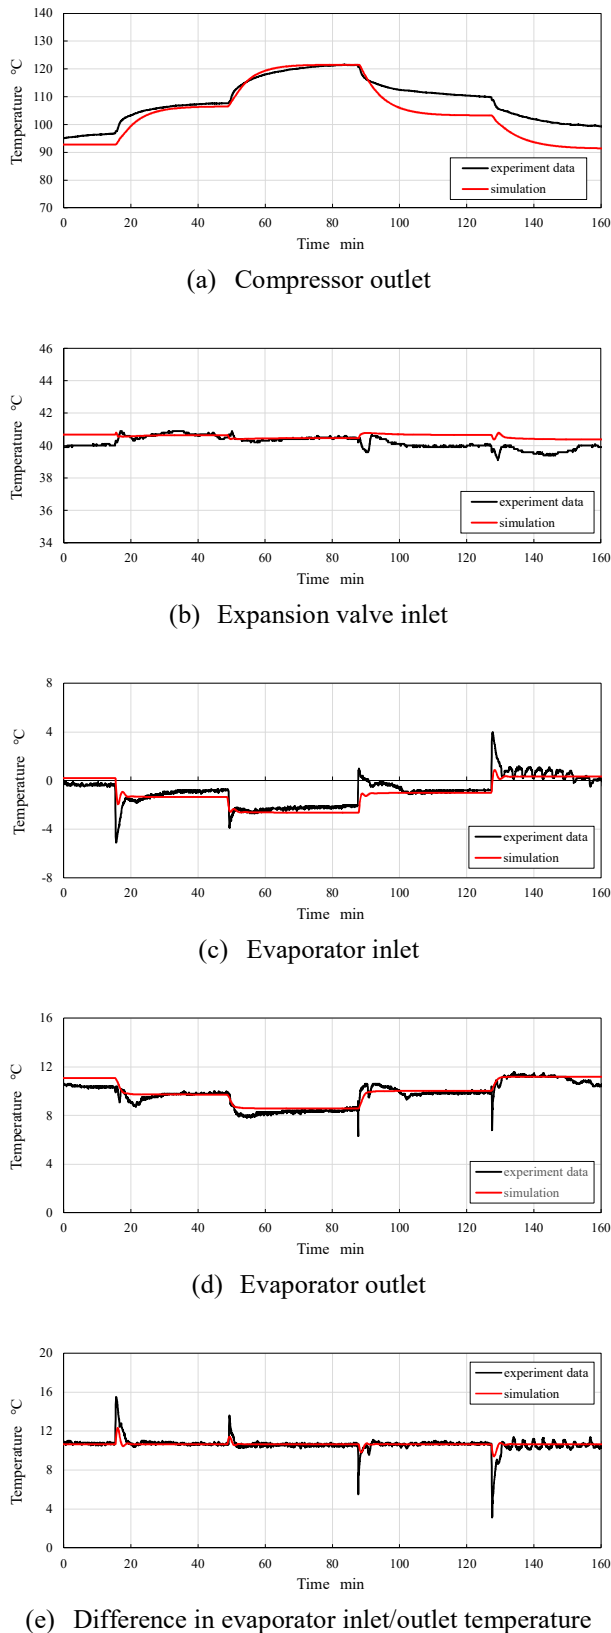 140
130
120
110
100
90
80
70
Temperature °C
experiment data
simulation
0 20 40 60 80 100 120 140 160
Time min
(a) Compressor outlet
46
44
42
40
38
36
34
Temperature °C
experiment data
simulation
0 20 40 60 80 100 120 140 160
Time min
(b) Expansion valve inlet
8
4
0
-4
-8
Temperature °C
experiment data
simulation
0 20 40 60 80 100 120 140 160
Time min
(c) Evaporator inlet
16
12
8
4
0
Temperature °C
experiment data
simulation
0 20 40 60 80 100 120 140 160
Time min
(d) Evaporator outlet
20
16
12
8
4
0
Temperature °C
experiment data
simulation
0 20 40 60 80 100 120 140 160
Time min
(e) Difference in evaporator inlet/outlet temperature